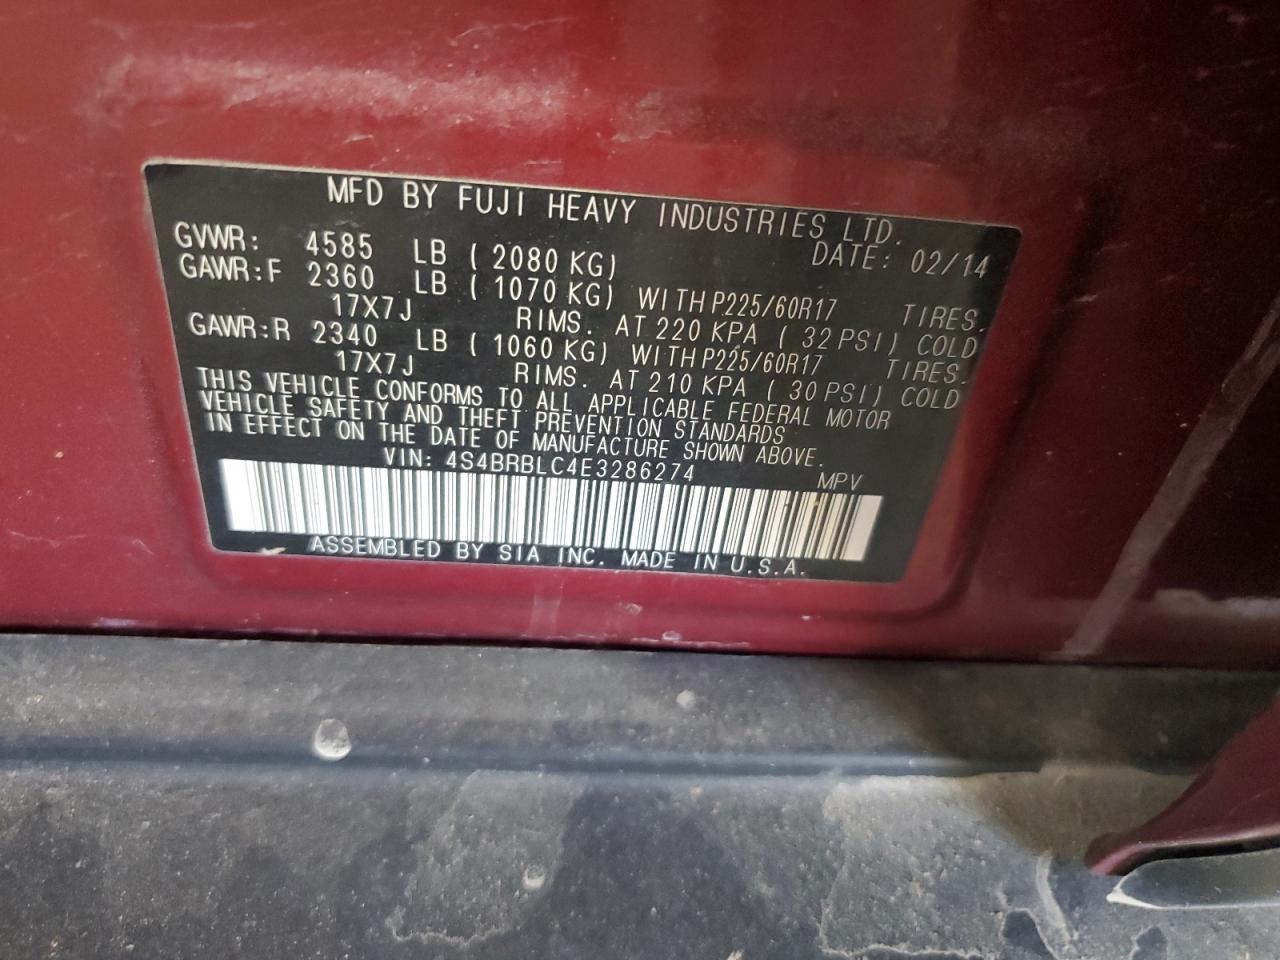 MFD BY FUJI HEAVY INDUSTRIES LTD.
DATE: 02/14
GVWR: 4585 LB (2080 KG)
GAWR:F 2360 LB (1070 KG) WITH P225/60R17 TIRES.
17X7J RIMS. AT 220 KPA (32 PSI) COLD
GAWR:R 2340 LB (1060 KG) WITH P225/60R17 TIRES.
17X7J RIMS. AT 210 KPA (30 PSI) COLD
THIS VEHICLE CONFORMS TO ALL APPLICABLE FEDERAL MOTOR
VEHICLE SAFETY AND THEFT PREVENTION STANDARDS
IN EFFECT ON THE DATE OF MANUFACTURE SHOWN ABOVE.
VIN: 4S4BRBLC4E3286274 MPV
ASSEMBLED BY SIA INC. MADE IN U.S.A.